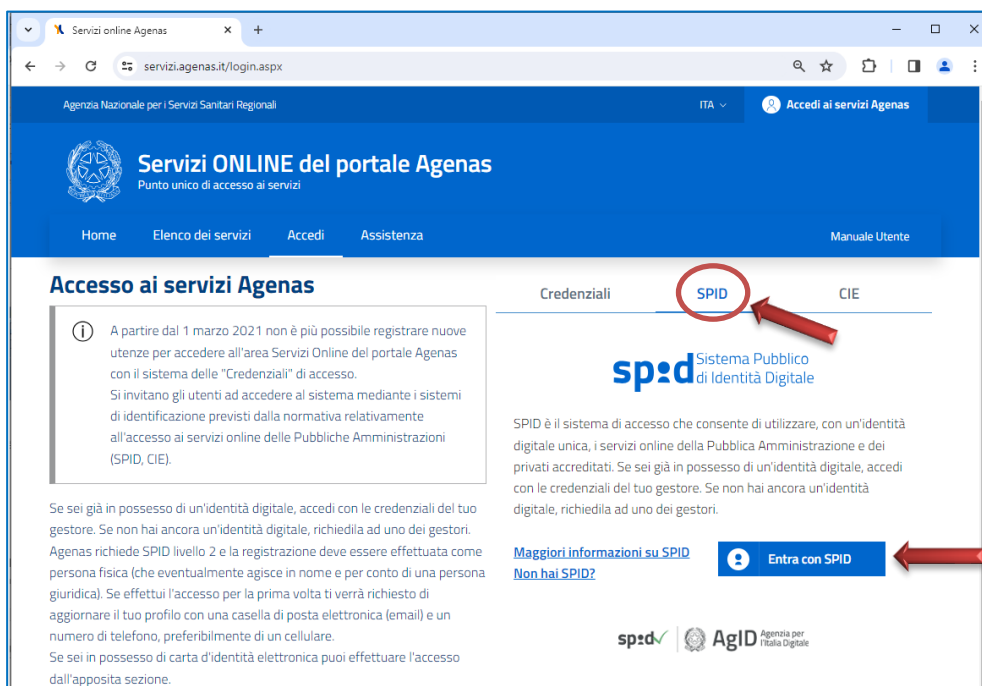 Servizi online Agenas
servizi.agenas.it/login.aspx
Agenzia Nazionale per i Servizi Sanitari Regionali
ITA
Accedi ai servizi Agenas
Servizi ONLINE del portale Agenas
Punto unico di accesso ai servizi
Home Elenco dei servizi Accedi Assistenza Manuale Utente
Accesso ai servizi Agenas
A partire dal 1 marzo 2021 non è più possibile registrare nuove
utenze per accedere all'area Servizi Online del portale Agenas
con il sistema delle "Credenziali" di accesso.
Si invitano gli utenti ad accedere al sistema mediante i sistemi
di identificazione previsti dalla normativa relativamente
all'accesso ai servizi online delle Pubbliche Amministrazioni
(SPID, CIE).
Se sei già in possesso di un'identità digitale, accedi con le credenziali del tuo
gestore. Se non hai ancora un'identità digitale, richiedila ad uno dei gestori.
Agenas richiede SPID livello 2 e la registrazione deve essere effettuata come
persona fisica (che eventualmente agisce in nome e per conto di una persona
giuridica). Se effettui l'accesso per la prima volta ti verrà richiesto di
aggiornare il tuo profilo con una casella di posta elettronica (email) e un
numero di telefono, preferibilmente di un cellulare.
Se sei in possesso di carta d'identità elettronica puoi effettuare l'accesso
dall'apposita sezione.
Credenziali SPID CIE
spid
Sistema Pubblico
di Identità Digitale
SPID è il sistema di accesso che consente di utilizzare, con un'identità
digitale unica, i servizi online della Pubblica Amministrazione e dei
privati accreditati. Se sei già in possesso di un'identità digitale, accedi
con le credenziali del tuo gestore. Se non hai ancora un'identità
digitale, richiedila ad uno dei gestori.
Maggiori informazioni su SPID
Non hai SPID?
Entra con SPID
spid
AgID
Agenzia per
l'Italia Digitale